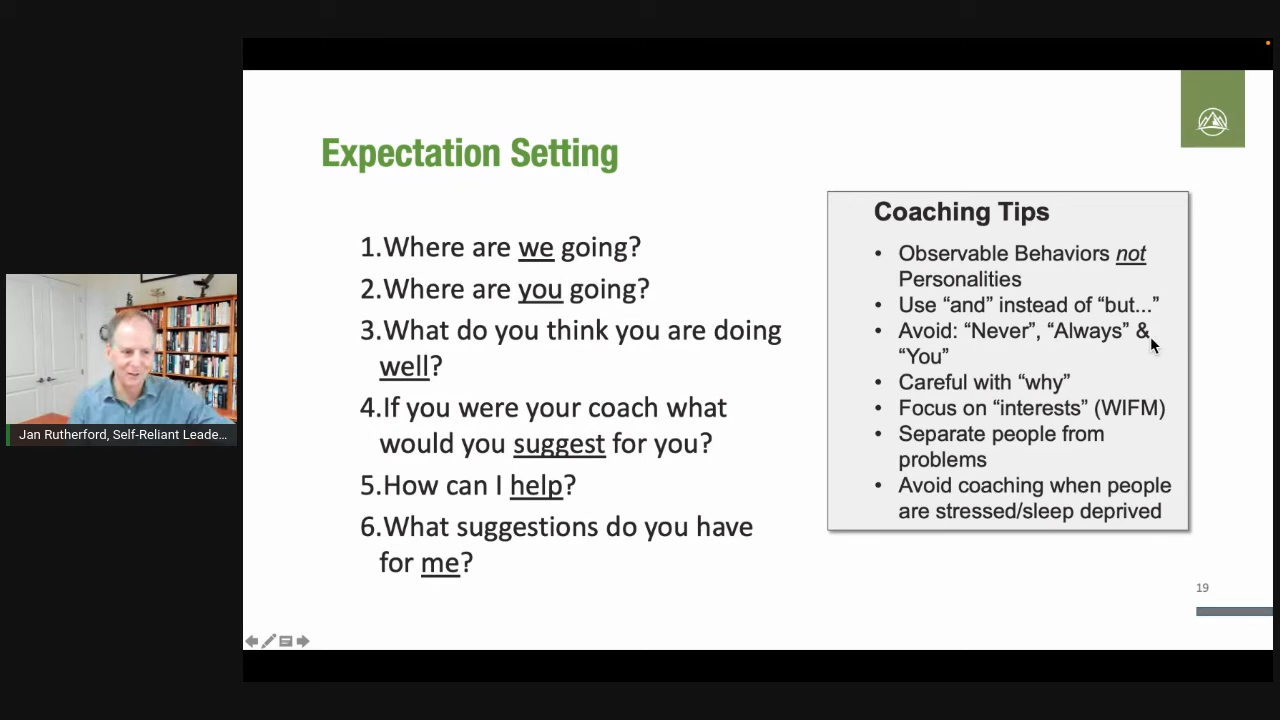 Expectation Setting
1.Where are we going?
2.Where are you going?
3.What do you think you are doing
well?
4.If you were your coach what
would you suggest for you?
5.How can I help?
6.What suggestions do you have
for me?
Coaching Tips
• Observable Behaviors not
Personalities
• Use “and” instead of “but...”
• Avoid: “Never”, “Always” &
“You”
• Careful with “why”
• Focus on “interests” (WIFM)
• Separate people from
problems
• Avoid coaching when people
are stressed/sleep deprived
19
Jan Rutherford, Self-Reliant Leade...